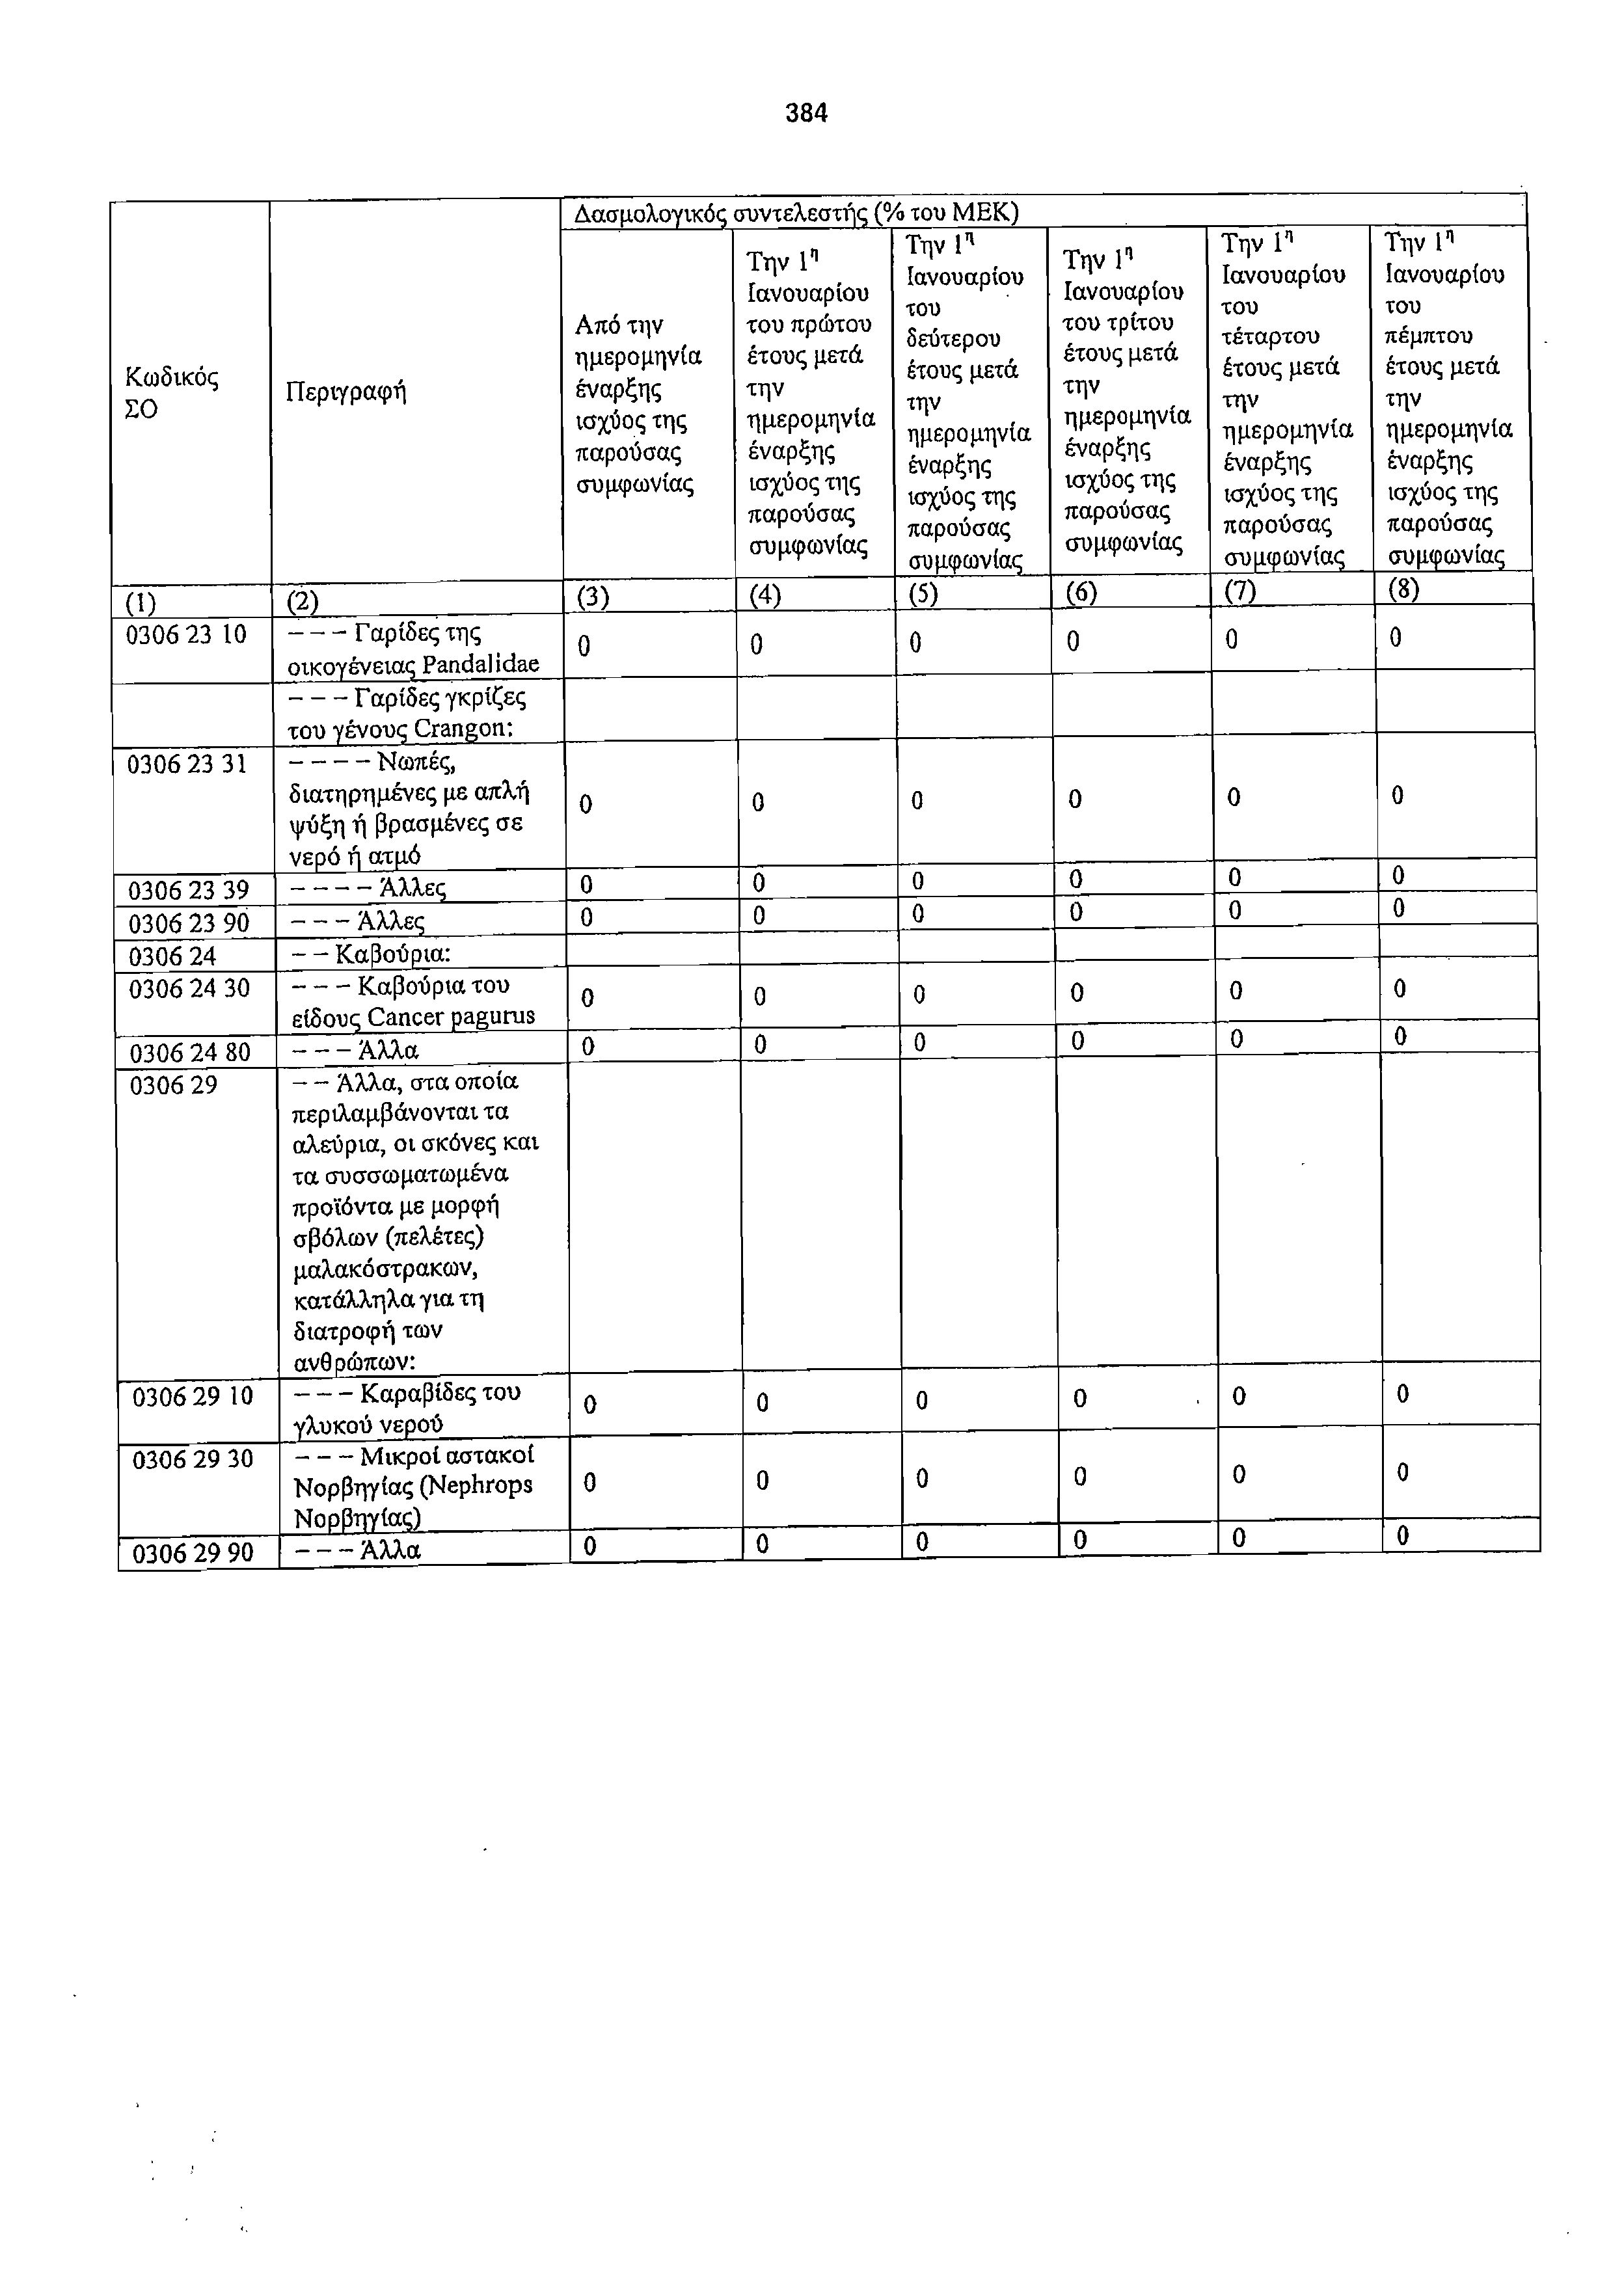 384
Δασμολογικός συντελεστής (% του ΜΕΚ)
Κωδικός
ΣΟ
Περιγραφή
Από την
ημερομηνία
έναρξης
ισχύος της
παρούσας
συμφωνίας
Την 1η
Ιανουαρίου
του πρώτου
έτους μετά
την
ημερομηνία
έναρξης
ισχύος της
παρούσας
συμφωνίας
Την 1η
Ιανουαρίου
του
δεύτερου
έτους μετά
την
ημερομηνία
έναρξης
ισχύος της
παρούσας
συμφωνίας
Την 1η
Ιανουαρίου
του τρίτου
έτους μετά
την
ημερομηνία
έναρξης
ισχύος της
παρούσας
συμφωνίας
Την 1η
Ιανουαρίου
του
τέταρτου
έτους μετά
την
ημερομηνία
έναρξης
ισχύος της
παρούσας
συμφωνίας
Την 1η
Ιανουαρίου
του
πέμπτου
έτους μετά
την
ημερομηνία
έναρξης
ισχύος της
παρούσας
συμφωνίας
(1) (2) (3) (4) (5) (6) (7) (8)
0306 23 10 – – – Γαρίδες της
οικογένειας Pandalidae 0 0 0 0 0 0
– – – Γαρίδες γκρίζες
του γένους Crangon:
0306 23 31 – – – – Νωπές,
διατηρημένες με απλή
ψύξη ή βρασμένες σε
νερό ή ατμό 0 0 0 0 0 0
0306 23 39 – – – – Άλλες 0 0 0 0 0 0
0306 23 90 – – – Άλλες 0 0 0 0 0 0
0306 24 – – Καβούρια:
0306 24 30 – – – Καβούρια του
είδους Cancer pagurus 0 0 0 0 0 0
0306 24 80 – – – Άλλα 0 0 0 0 0 0
0306 29 – – Άλλα, στα οποία
περιλαμβάνονται τα
αλεύρια, οι σκόνες και
τα συσσωματωμένα
προϊόντα με μορφή
σβόλων (πελέτες)
μαλακόστρακων,
κατάλληλα για τη
διατροφή των
ανθρώπων:
0306 29 10 – – – Καραβίδες του
γλυκού νερού 0 0 0 0 0 0
0306 29 30 – – – Μικροί αστακοί
Νορβηγίας (Nephrops
Νορβηγίας) 0 0 0 0 0 0
0306 29 90 – – – Άλλα 0 0 0 0 0 0